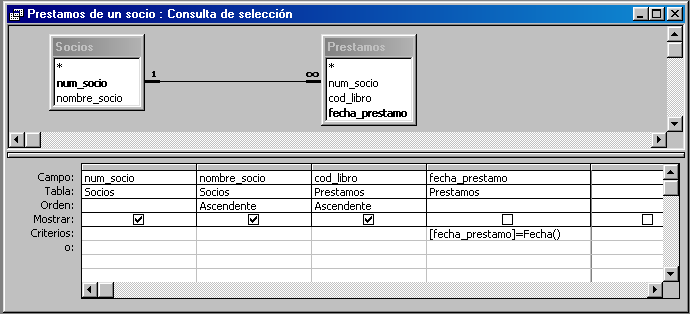 Prestamos de un socio : Consulta de selección
Socios
*
num_socio
nombre_socio
1
∞
Prestamos
*
num_socio
cod_libro
fecha_prestamo
Campo: num_socio nombre_socio cod_libro fecha_prestamo
Tabla: Socios Socios Prestamos Prestamos
Orden: Ascendente Ascendente
Mostrar:
Criterios: [fecha_prestamo]=Fecha()
o: